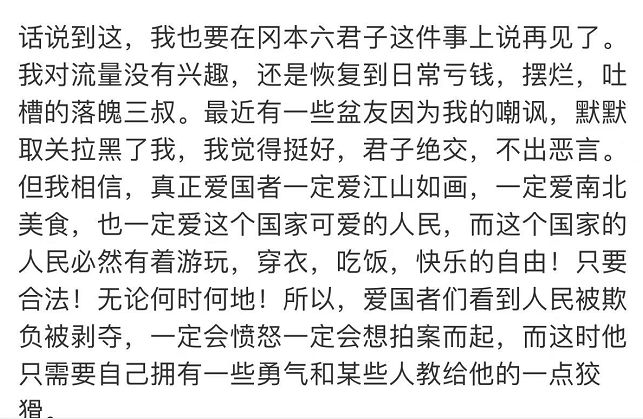 话说到这，我也要在冈本六君子这件事上说再见了。
我对流量没有兴趣，还是恢复到日常亏钱，摆烂，吐
槽的落魄三叔。最近有一些盆友因为我的嘲讽，默默
取关拉黑了我，我觉得挺好，君子绝交，不出恶言。
但我相信，真正爱国者一定爱江山如画，一定爱南北
美食，也一定爱这个国家可爱的人民，而这个国家的
人民必然有着游玩，穿衣，吃饭，快乐的自由！只要
合法！无论何时何地！所以，爱国者们看到人民被欺
负被剥夺，一定会愤怒一定会想拍案而起，而这时他
只需要自己拥有一些勇气和某些人教给他的一点狡
猾。